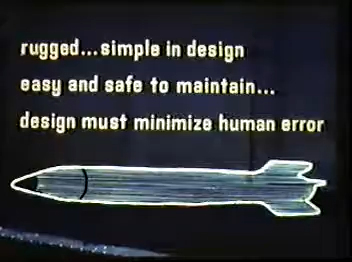 rugged...simple in design
easy and safe to maintain...
design must minimize human error